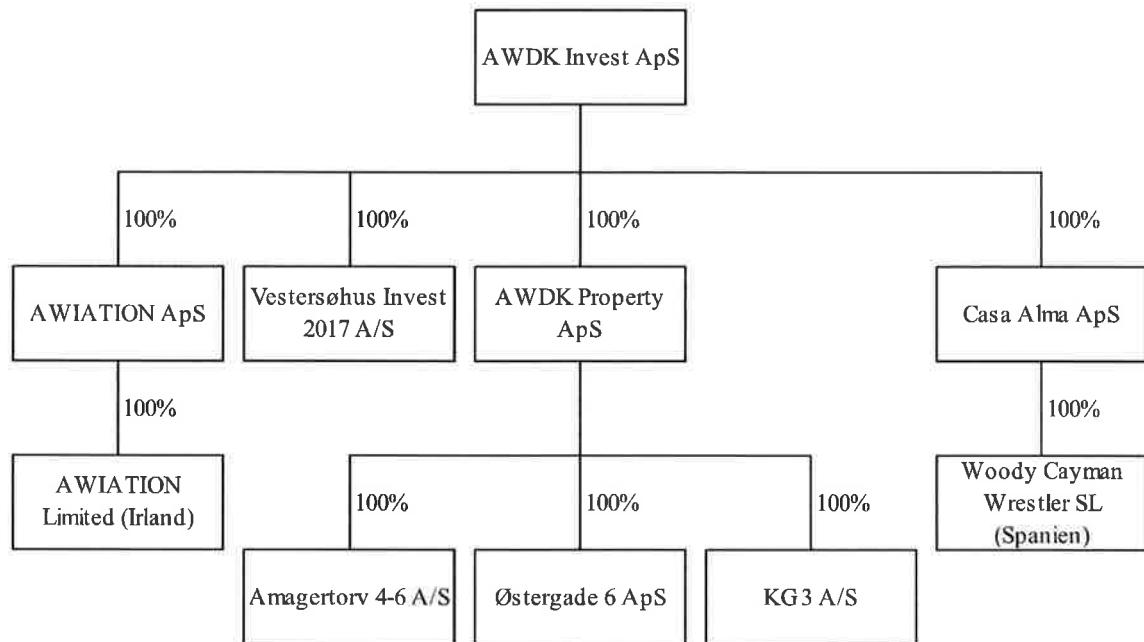 AWDK Invest ApS
100%
100%
100%
100%
AWIATION ApS
Vestersøhus Invest
2017 A/S
AWDK Property
ApS
Casa Alma ApS
100%
100%
AWIATION
Limited (Irland)
Woody Cayman
Wrestler SL
(Spanien)
100%
100%
100%
Amagertorv 4-6 A/S
Østergade 6 ApS
KG3 A/S